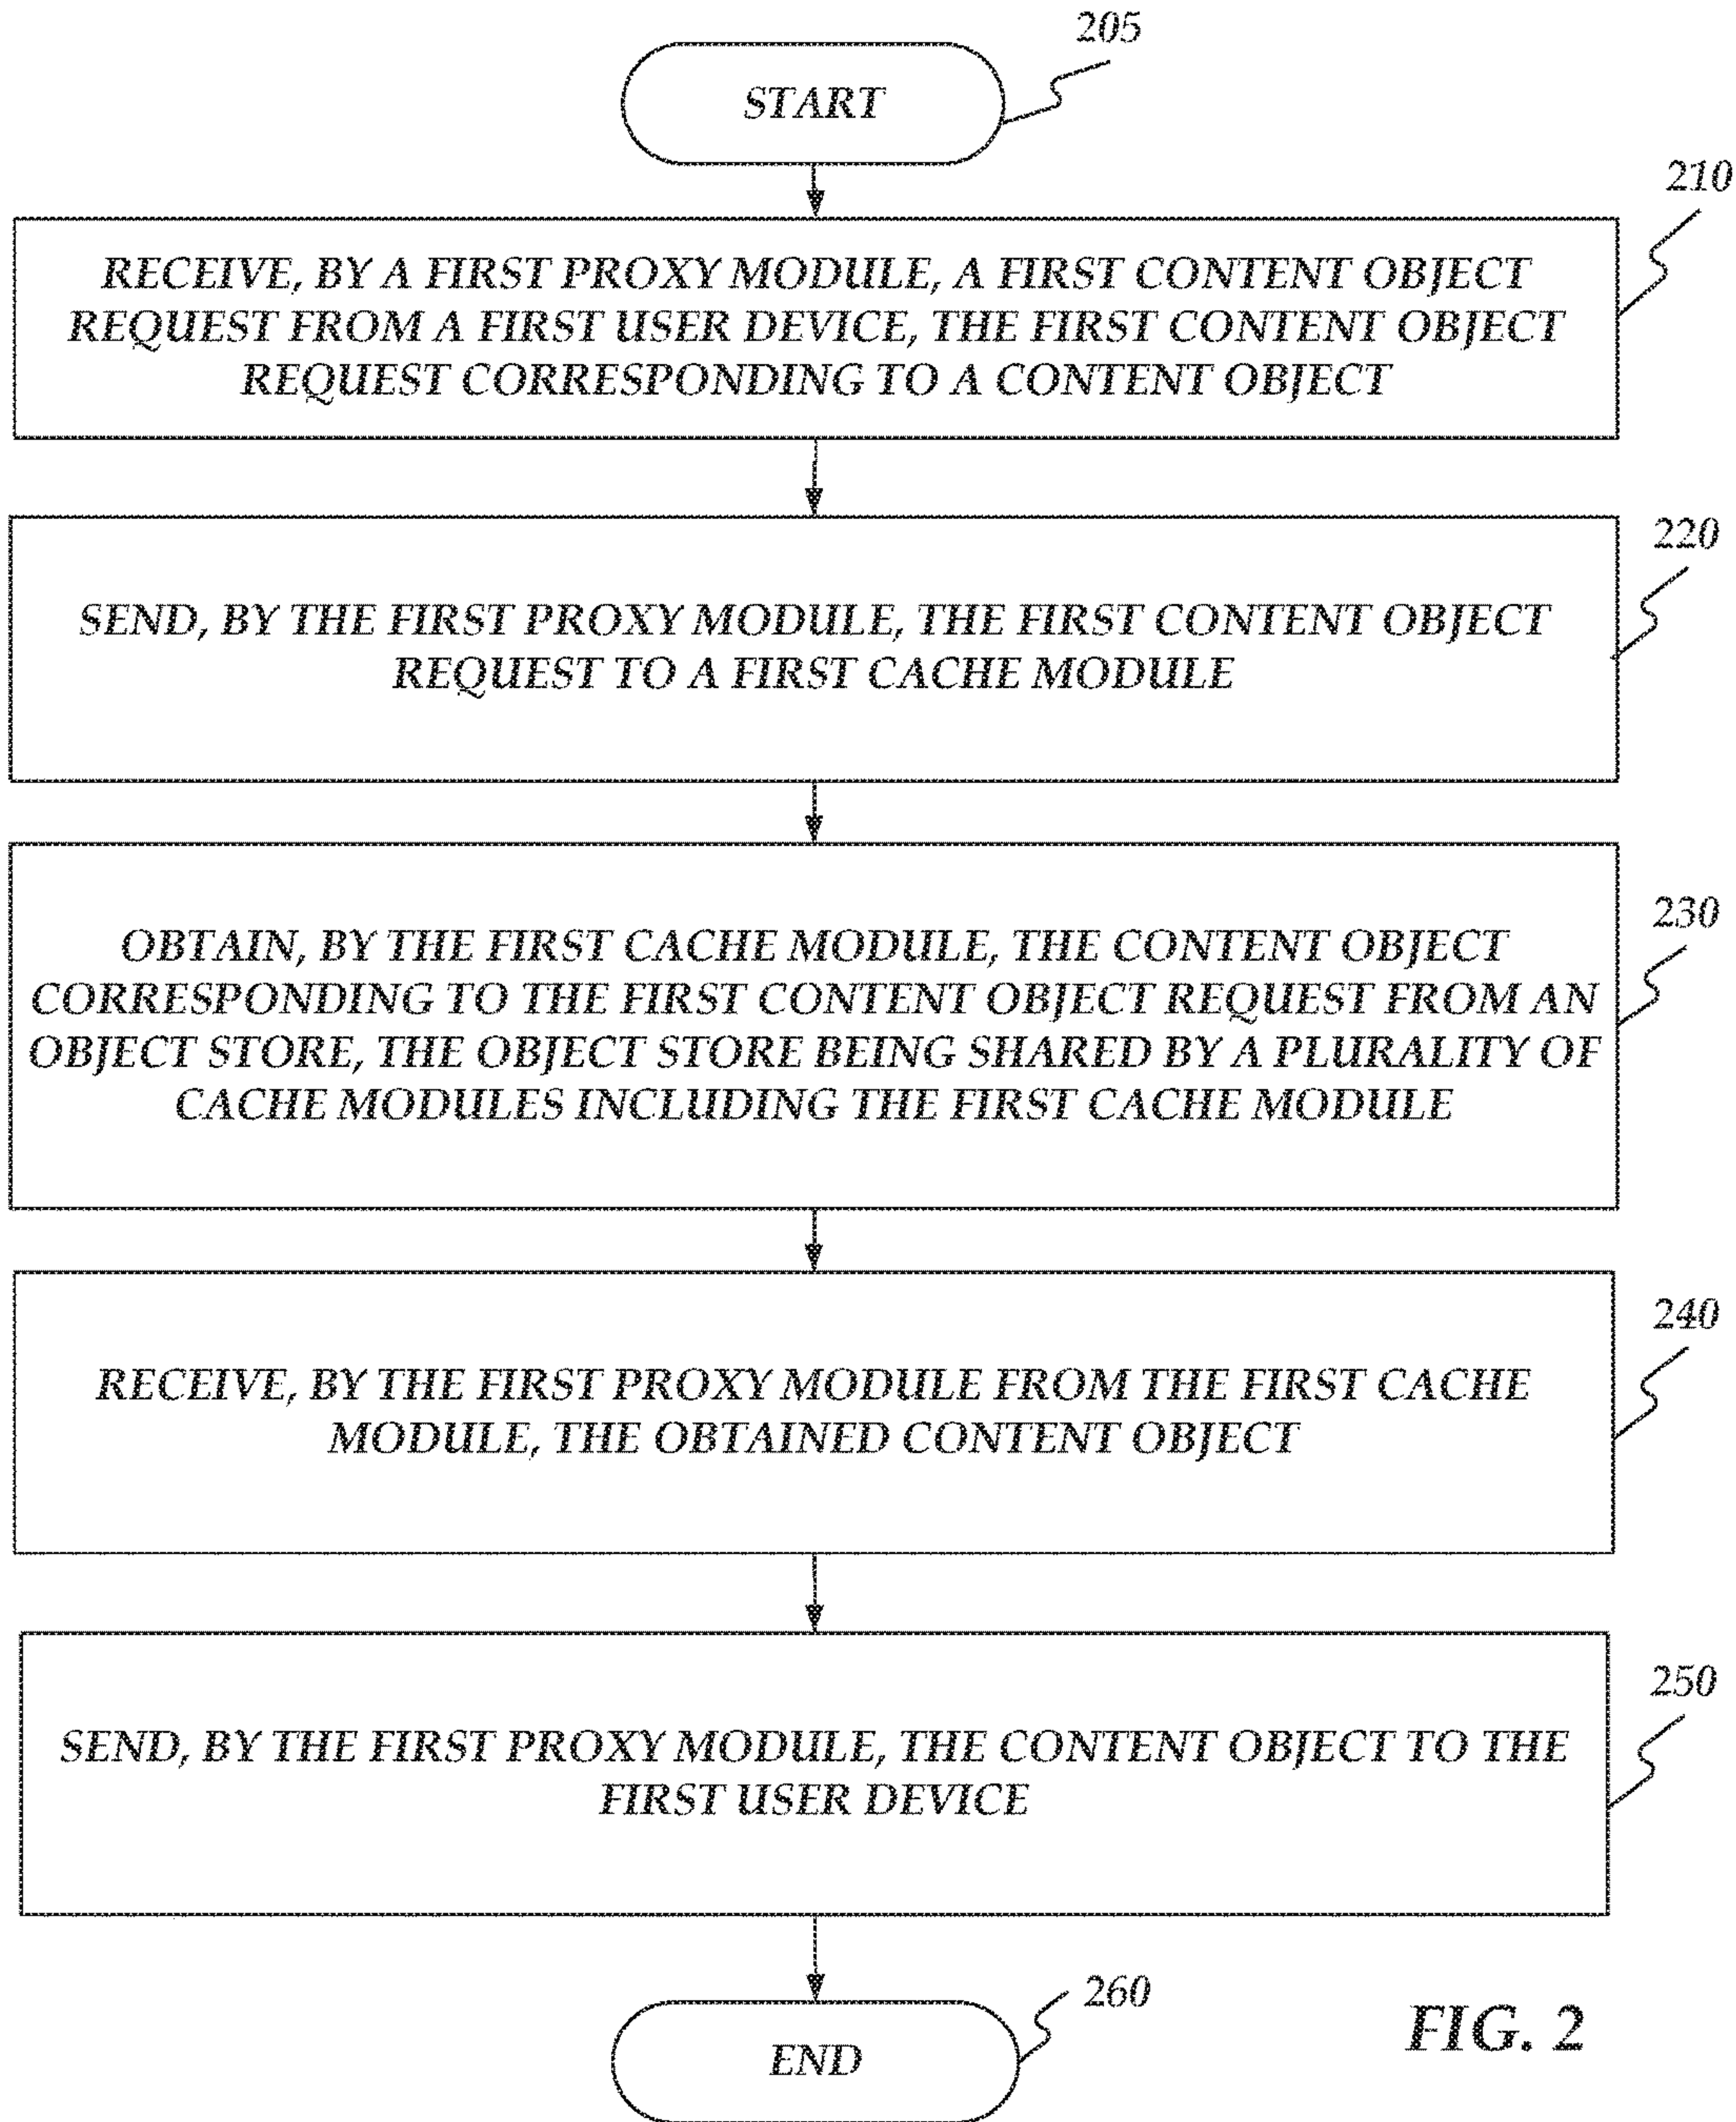 205
START
210
RECEIVE, BY A FIRST PROXY MODULE, A FIRST CONTENT OBJECT
REQUEST FROM A FIRST USER DEVICE, THE FIRST CONTENT OBJECT
REQUEST CORRESPONDING TO A CONTENT OBJECT
220
SEND, BY THE FIRST PROXY MODULE, THE FIRST CONTENT OBJECT
REQUEST TO A FIRST CACHE MODULE
230
OBTAIN, BY THE FIRST CACHE MODULE, THE CONTENT OBJECT
CORRESPONDING TO THE FIRST CONTENT OBJECT REQUEST FROM AN
OBJECT STORE, THE OBJECT STORE BEING SHARED BY A PLURALITY OF
CACHE MODULES INCLUDING THE FIRST CACHE MODULE
240
RECEIVE, BY THE FIRST PROXY MODULE FROM THE FIRST CACHE
MODULE, THE OBTAINED CONTENT OBJECT
250
SEND, BY THE FIRST PROXY MODULE, THE CONTENT OBJECT TO THE
FIRST USER DEVICE
260
END
FIG. 2